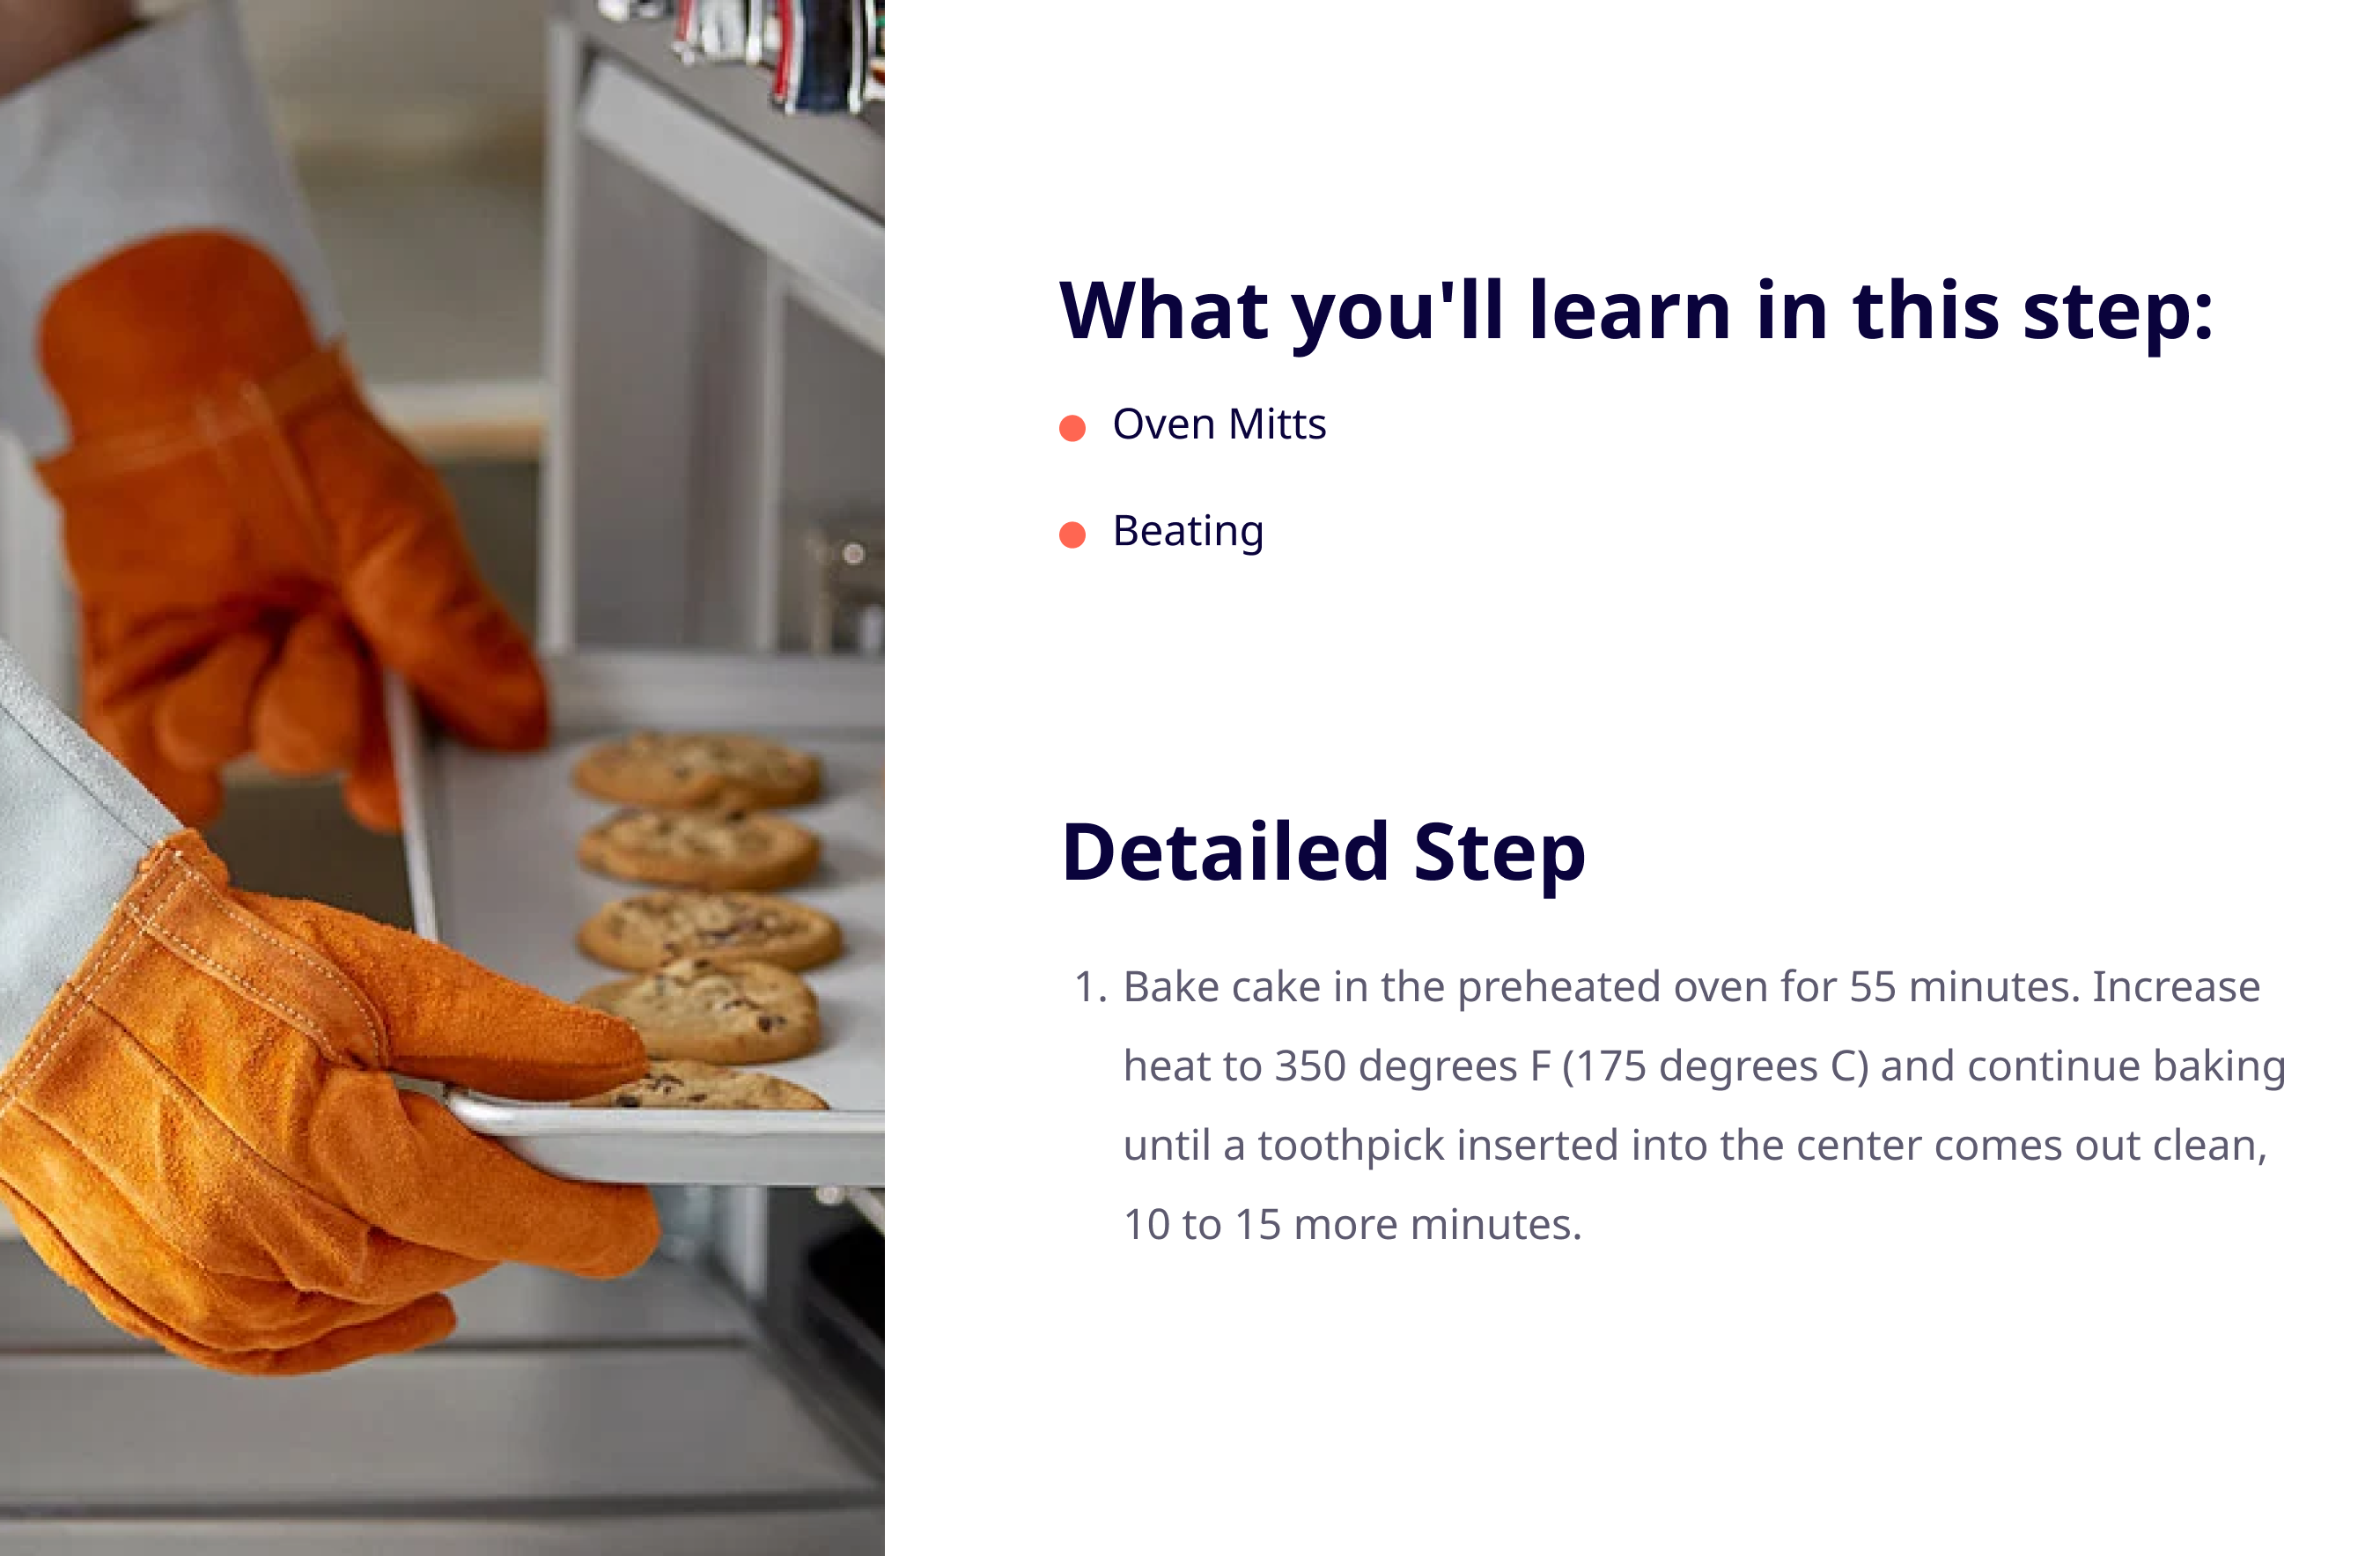 What you'll learn in this step:
Oven Mitts
Beating
Detailed Step
1. Bake cake in the preheated oven for 55 minutes. Increase
heat to 350 degrees F (175 degrees C) and continue baking
until a toothpick inserted into the center comes out clean,
10 to 15 more minutes.